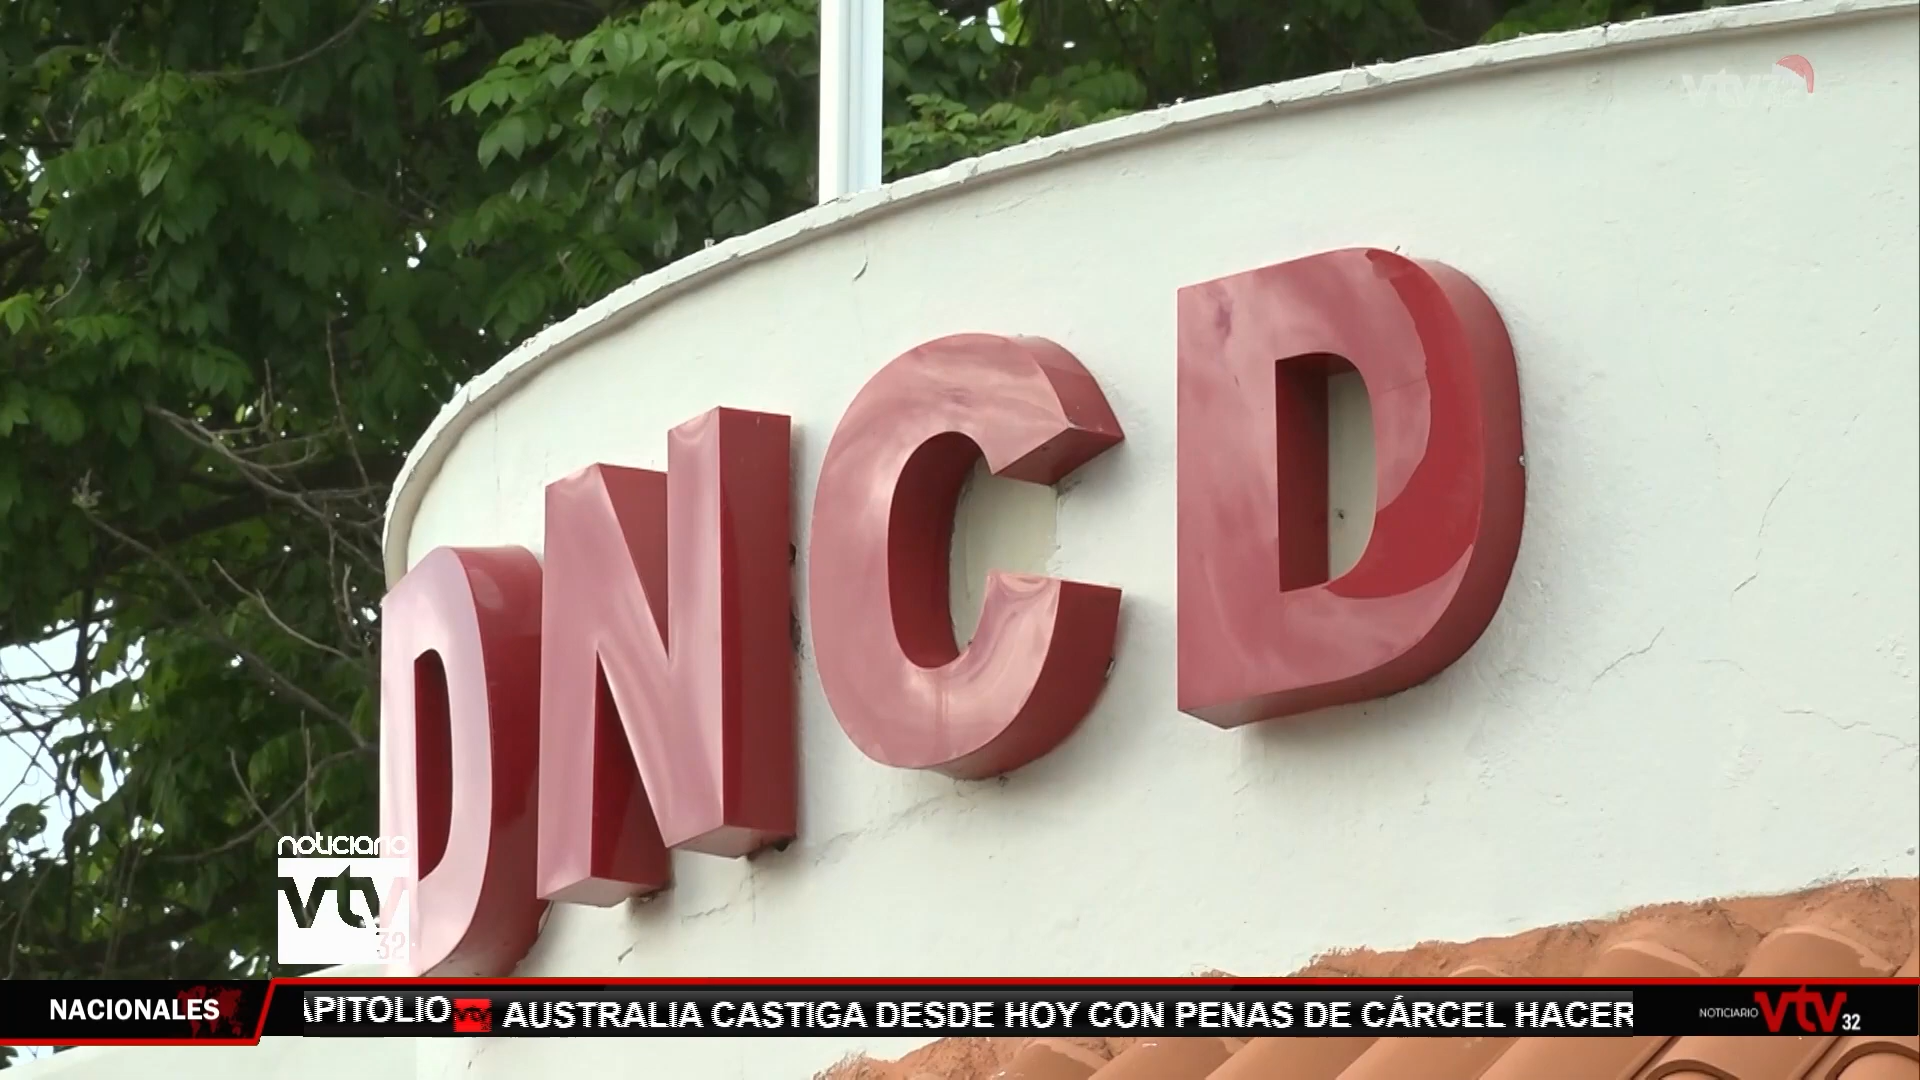 vtv32
DNCD
noticiario
vtv
32
NACIONALES
APITOLIO vtv AUSTRALIA CASTIGA DESDE HOY CON PENAS DE CÁRCEL HACER
NOTICIARIO vtv 32